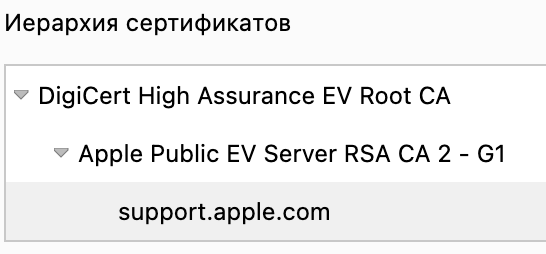 Иерархия сертификатов
DigiCert High Assurance EV Root CA
Apple Public EV Server RSA CA 2 - G1
support.apple.com